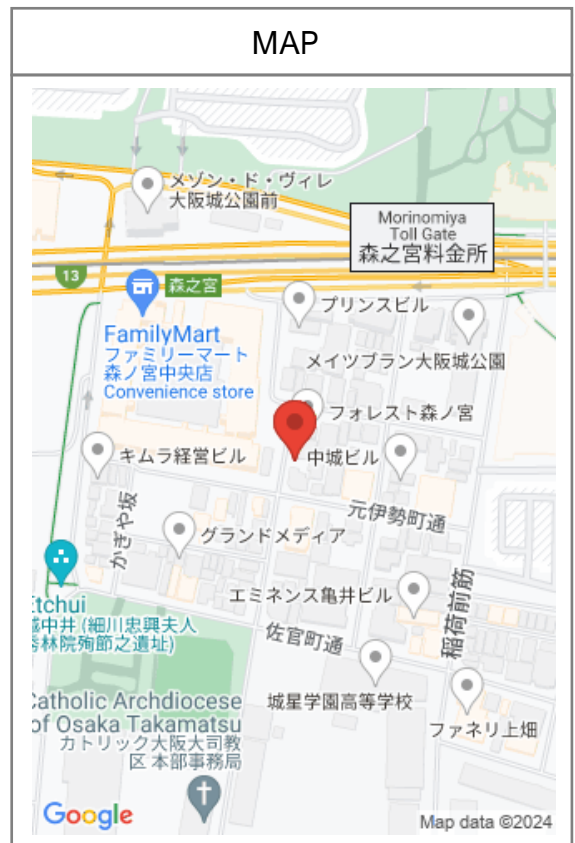 MAP
メゾン・ド・ヴィレ
大阪城公園前
Morinomiya
Toll Gate
森之宮料金所
13
森之宮
プリンスビル
FamilyMart
ファミリーマート
森ノ宮中央店
Convenience store
メイツブラン大阪城公園
フォレスト森ノ宮
キムラ経営ビル
中城ビル
かぎや坂
元伊勢町通
グランドメディア
稲荷前筋
Etchui
越中井 (細川忠興夫人
秀林院殉節之遺址)
エミネンス亀井ビル
佐官町通
城星学園高等学校
Catholic Archdiocese
of Osaka Takamatsu
カトリック大阪大司教
区 本部事務局
ファネリ上畑
Google
Map data ©2024